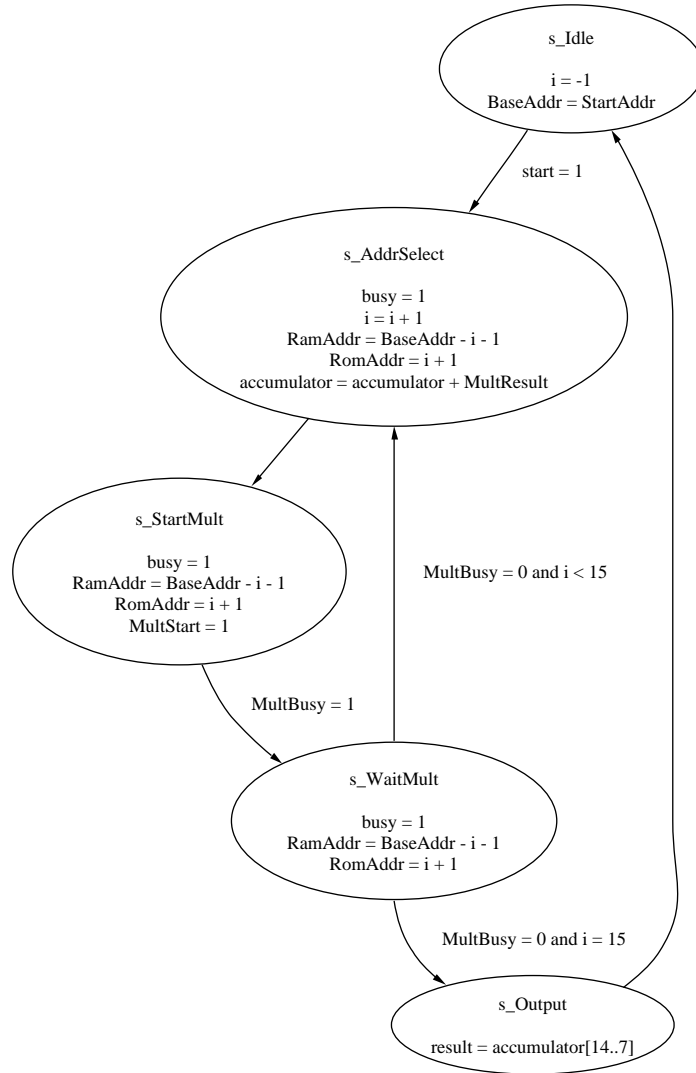 s_Idle
i = -1
BaseAddr = StartAddr
start = 1
s_AddrSelect
busy = 1
i = i + 1
RamAddr = BaseAddr - i - 1
RomAddr = i + 1
accumulator = accumulator + MultResult
s_StartMult
busy = 1
RamAddr = BaseAddr - i - 1
RomAddr = i + 1
MultStart = 1
MultBusy = 0 and i < 15
MultBusy = 1
s_WaitMult
busy = 1
RamAddr = BaseAddr - i - 1
RomAddr = i + 1
MultBusy = 0 and i = 15
s_Output
result = accumulator[14..7]